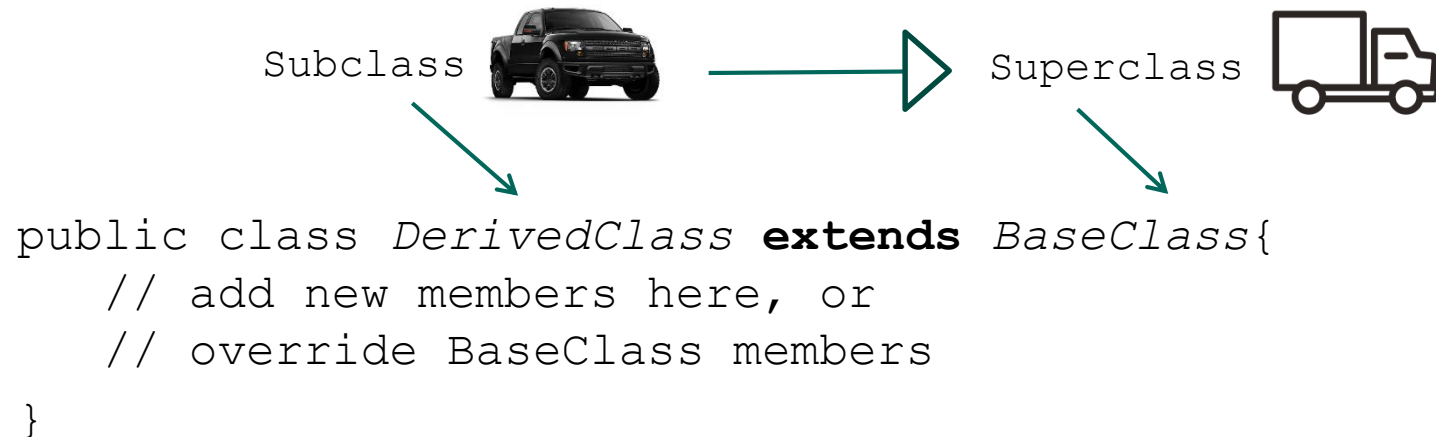 Subclass
Superclass
public class DerivedClass extends BaseClass{
// add new members here, or
// override BaseClass members
}